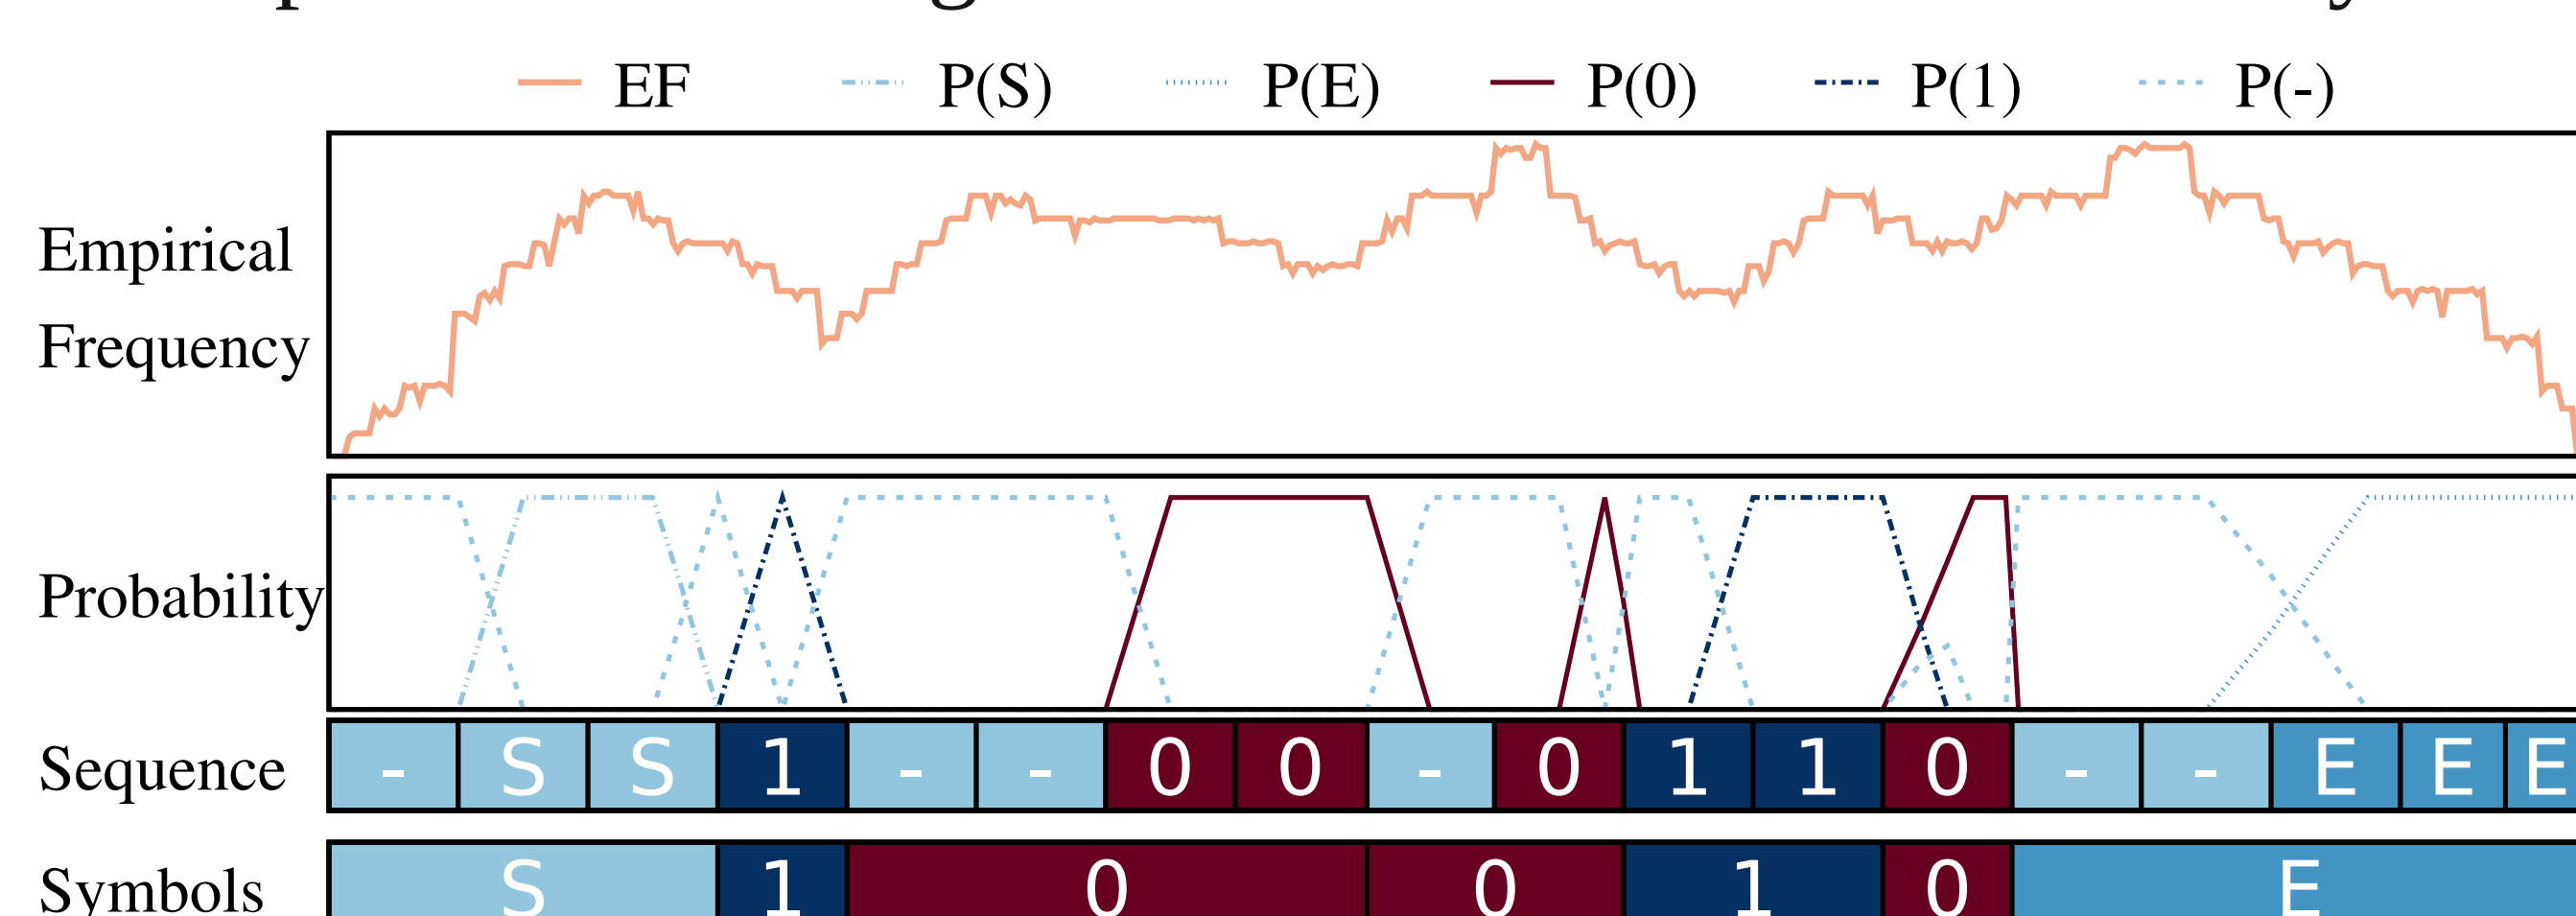 EF P(S) P(E) P(0) P(1) P(-)
Empirical
Frequency
Probability
Sequence - S S 1 - - 0 0 - 0 1 1 0 - - E E E
Symbols S 1 0 0 1 0 E